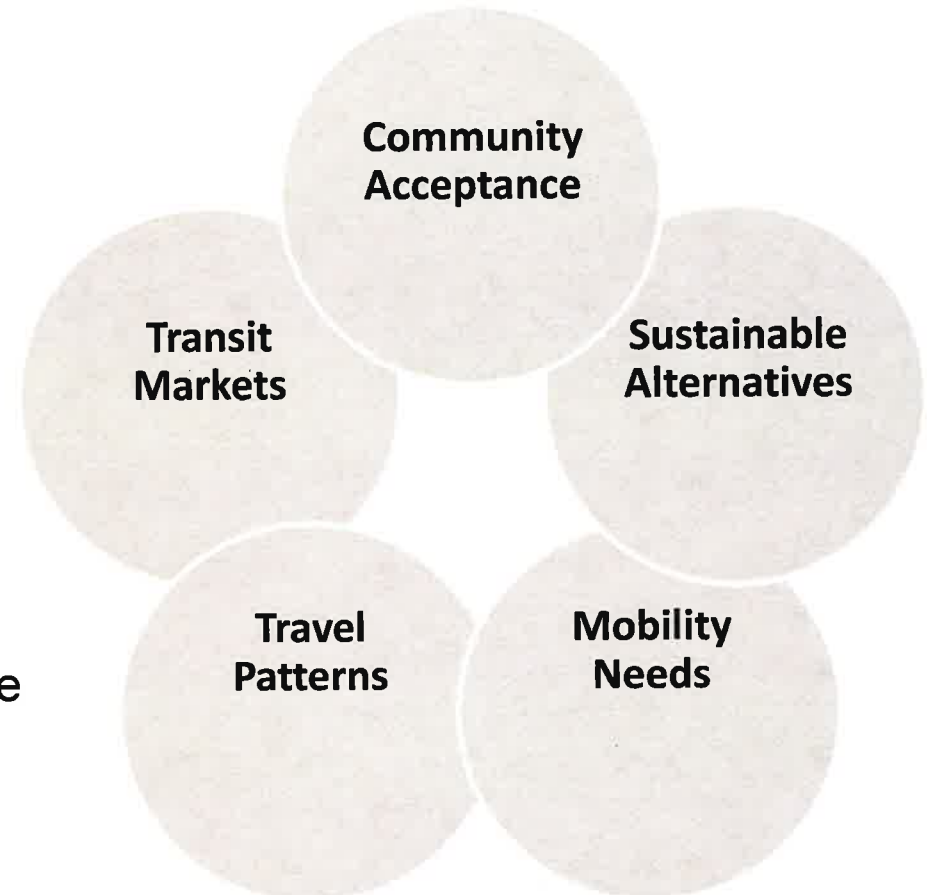 Community
Acceptance
Transit
Markets
Sustainable
Alternatives
Travel
Patterns
Mobility
Needs